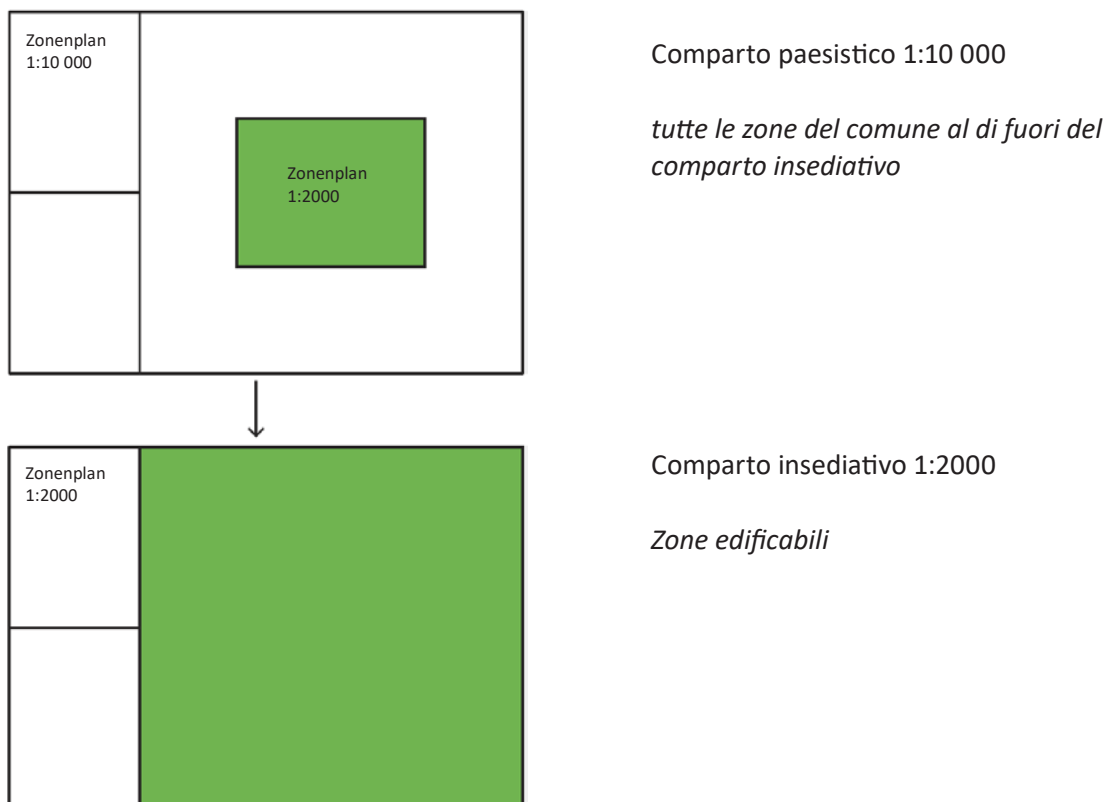 Zonenplan
1:10 000
Zonenplan
1:2000
Comparto paesistico 1:10 000
tutte le zone del comune al di fuori del
comparto insediativo
Zonenplan
1:2000
Comparto insediativo 1:2000
Zone edificabili